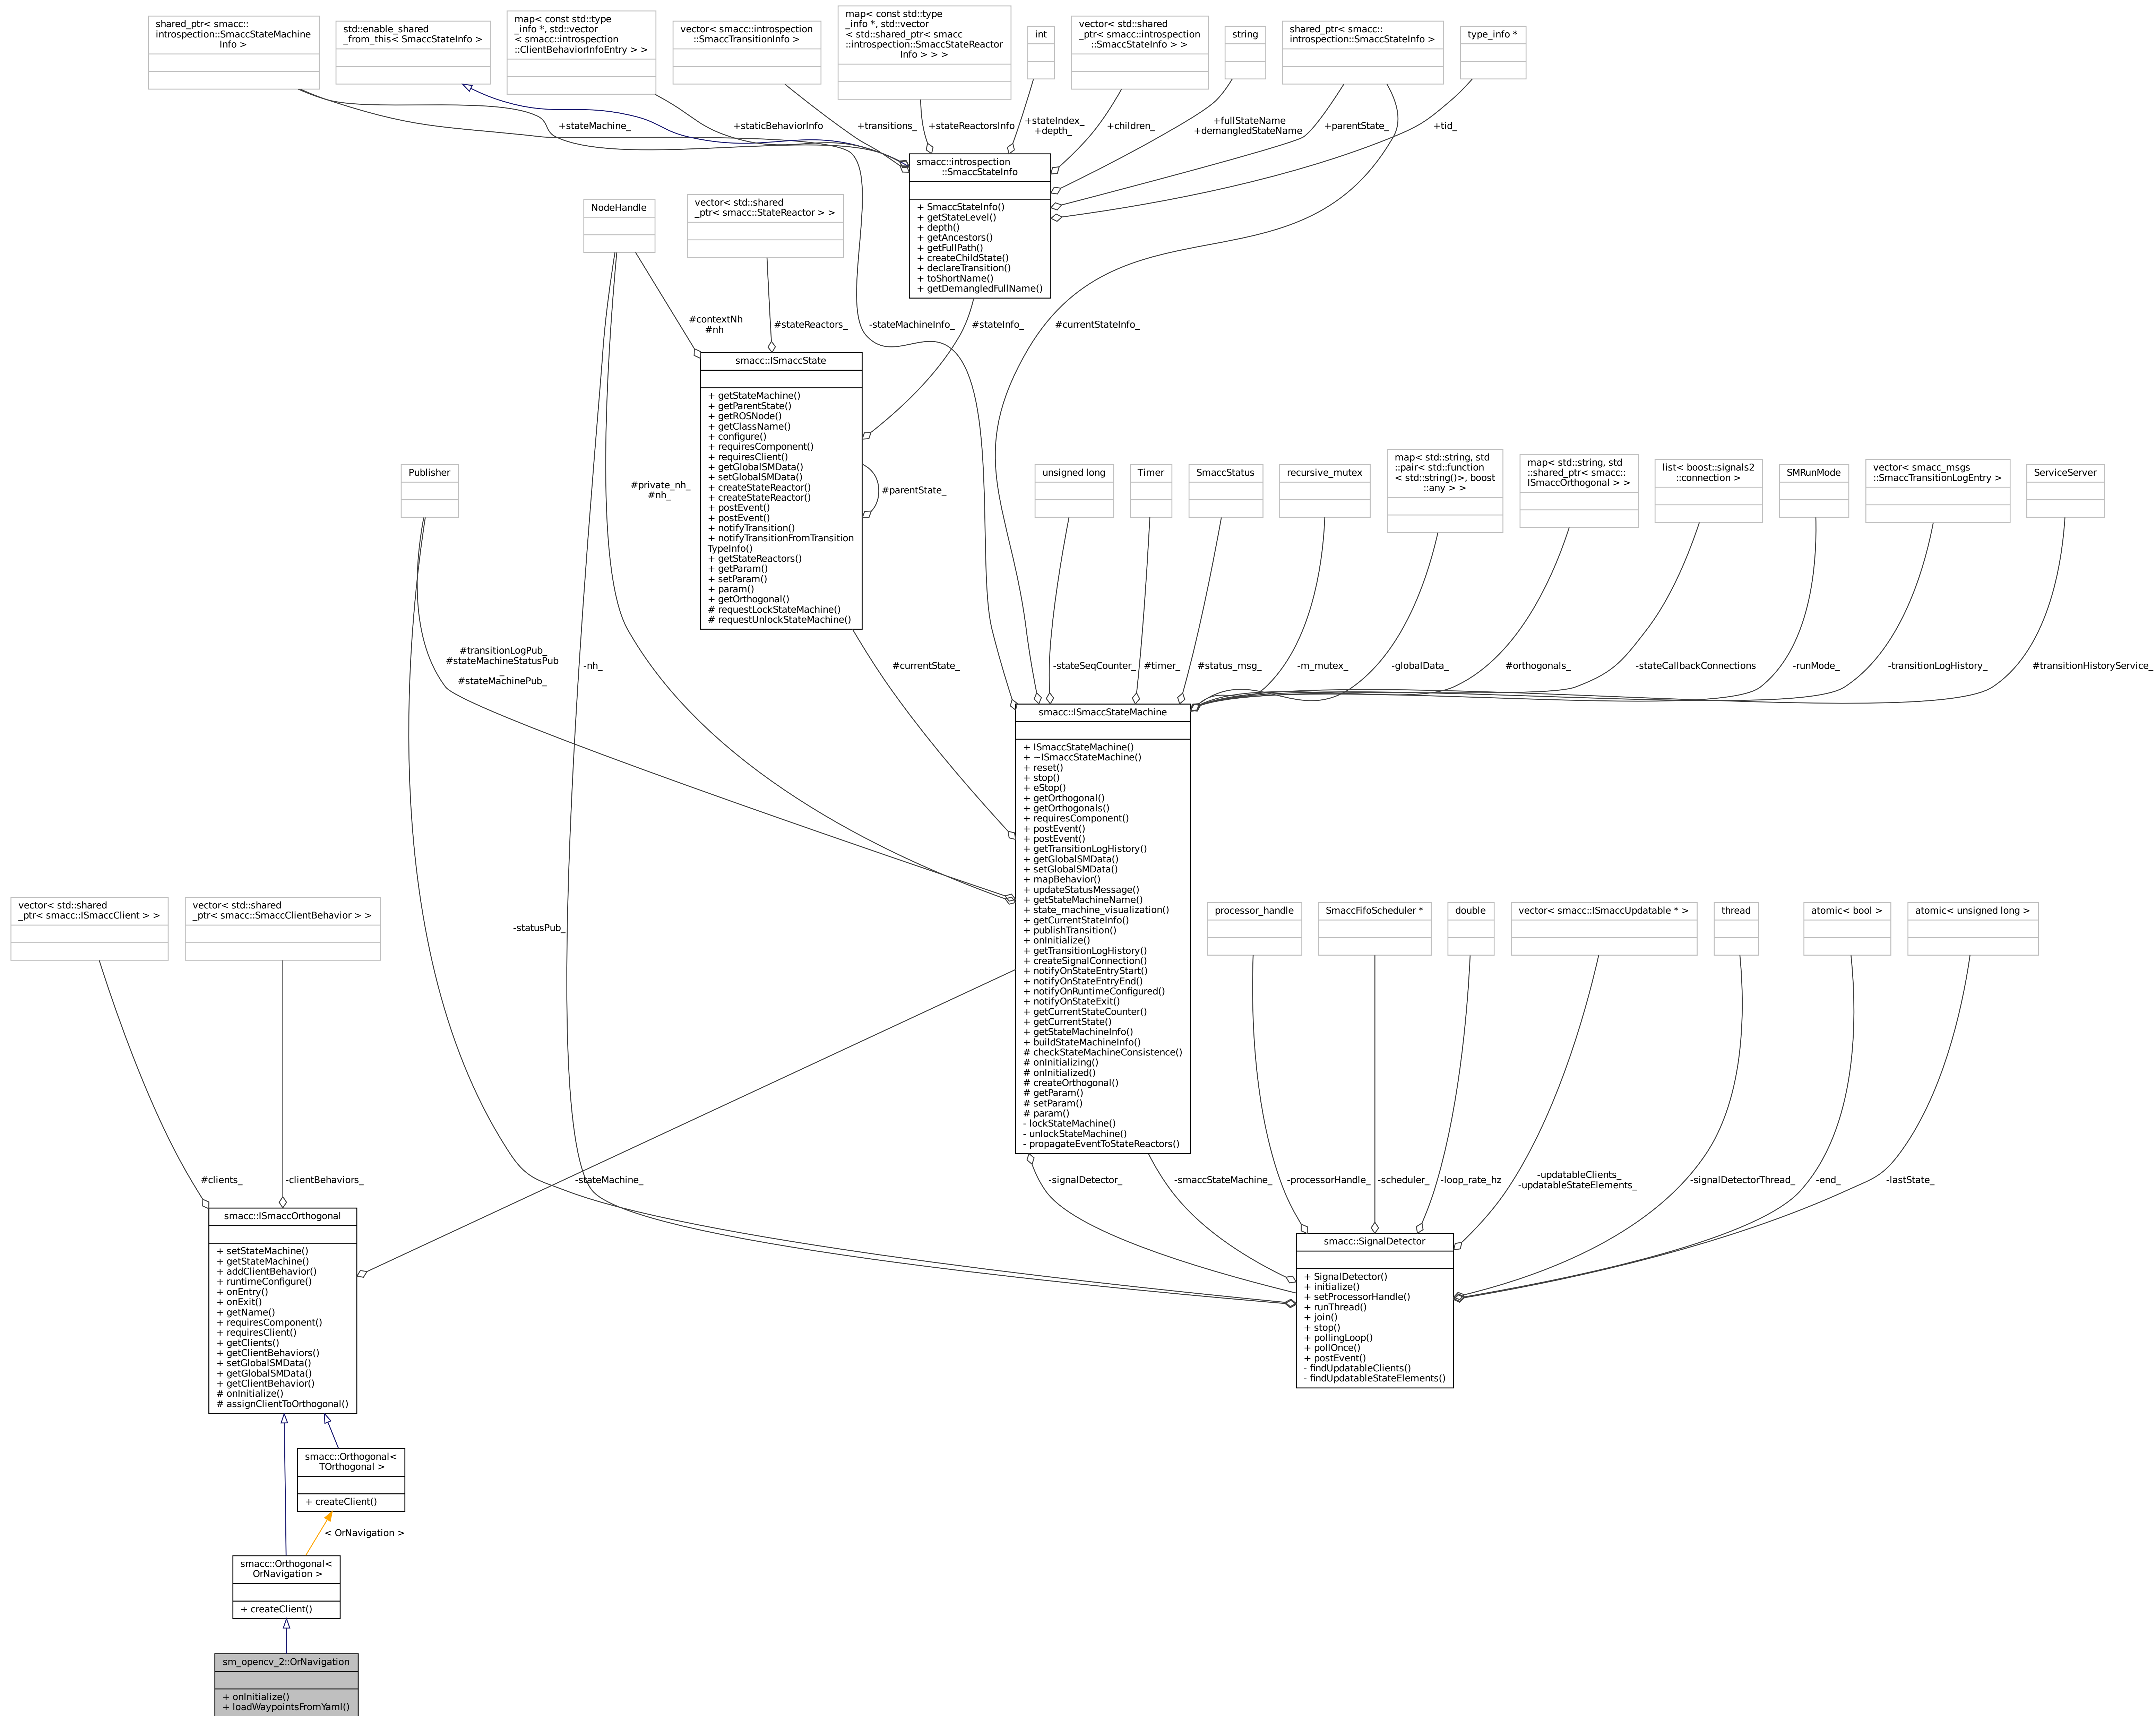 shared_ptr< smacc::
introspection::SmaccStateMachine
Info >
std::enable_shared
_from_this< SmaccStateInfo >
map< const std::type
_info *, std::vector
< smacc::introspection
::ClientBehaviorInfoEntry > >
vector< smacc::introspection
::SmaccTransitionInfo >
map< const std::type
_info *, std::vector
< std::shared_ptr< smacc
::introspection::SmaccStateReactor
Info > > >
int
vector< std::shared
_ptr< smacc::introspection
::SmaccStateInfo > >
string
shared_ptr< smacc::
introspection::SmaccStateInfo >
type_info *
+stateMachine_
+staticBehaviorInfo
+transitions_
+stateReactorsInfo
+stateIndex_
+depth_
+children_
+fullStateName
+demangledStateName
+parentState_
+tid_
smacc::introspection
::SmaccStateInfo
+ SmaccStateInfo()
+ getStateLevel()
+ depth()
+ getAncestors()
+ getFullPath()
+ createChildState()
+ declareTransition()
+ toShortName()
+ getDemangledFullName()
NodeHandle
vector< std::shared
_ptr< smacc::StateReactor > >
#contextNh
#nh
#stateReactors_
-stateMachineInfo_
#stateInfo_
#currentStateInfo_
smacc::ISmaccState
+ getStateMachine()
+ getParentState()
+ getROSNode()
+ getClassName()
+ configure()
+ requiresComponent()
+ requiresClient()
+ getGlobalSMData()
+ setGlobalSMData()
+ createStateReactor()
+ createStateReactor()
+ postEvent()
+ postEvent()
+ notifyTransition()
+ notifyTransitionFromTransition
TypeInfo()
+ getStateReactors()
+ getParam()
+ setParam()
+ param()
+ getOrthogonal()
# requestLockStateMachine()
# requestUnlockStateMachine()
#parentState_
Publisher
#private_nh_
#nh_
unsigned long
Timer
SmaccStatus
recursive_mutex
map< std::string, std
::pair< std::function
< std::string()>, boost
::any > >
map< std::string, std
::shared_ptr< smacc::
ISmaccOrthogonal > >
list< boost::signals2
::connection >
SMRunMode
vector< smacc_msgs
::SmaccTransitionLogEntry >
ServiceServer
#transitionLogPub_
#stateMachineStatusPub
_
#stateMachinePub_
-nh_
#currentState_
-stateSeqCounter_
#timer_
#status_msg_
-m_mutex_
-globalData_
#orthogonals_
-stateCallbackConnections
-runMode_
-transitionLogHistory_
#transitionHistoryService_
smacc::ISmaccStateMachine
+ ISmaccStateMachine()
+ ~ISmaccStateMachine()
+ reset()
+ stop()
+ eStop()
+ getOrthogonal()
+ getOrthogonals()
+ requiresComponent()
+ postEvent()
+ postEvent()
+ getTransitionLogHistory()
+ getGlobalSMData()
+ setGlobalSMData()
+ mapBehavior()
+ updateStatusMessage()
+ getStateMachineName()
+ state_machine_visualization()
+ getCurrentStateInfo()
+ publishTransition()
+ onInitialize()
+ getTransitionLogHistory()
+ createSignalConnection()
+ notifyOnStateEntryStart()
+ notifyOnStateEntryEnd()
+ notifyOnRuntimeConfigured()
+ notifyOnStateExit()
+ getCurrentStateCounter()
+ getCurrentState()
+ getStateMachineInfo()
+ buildStateMachineInfo()
# checkStateMachineConsistence()
# onInitializing()
# onInitialized()
# createOrthogonal()
# getParam()
# setParam()
# param()
- lockStateMachine()
- unlockStateMachine()
- propagateEventToStateReactors()
vector< std::shared
_ptr< smacc::ISmaccClient > >
vector< std::shared
_ptr< smacc::SmaccClientBehavior > >
-statusPub_
processor_handle
SmaccFifoScheduler *
double
vector< smacc::ISmaccUpdatable * >
thread
atomic< bool >
atomic< unsigned long >
#clients_
-clientBehaviors_
-stateMachine_
-signalDetector_
-smaccStateMachine_
-processorHandle_
-scheduler_
-loop_rate_hz
-updatableClients_
-updatableStateElements_
-signalDetectorThread_
-end_
-lastState_
smacc::ISmaccOrthogonal
+ setStateMachine()
+ getStateMachine()
+ addClientBehavior()
+ runtimeConfigure()
+ onEntry()
+ onExit()
+ getName()
+ requiresComponent()
+ requiresClient()
+ getClients()
+ getClientBehaviors()
+ setGlobalSMData()
+ getGlobalSMData()
+ getClientBehavior()
# onInitialize()
# assignClientToOrthogonal()
smacc::SignalDetector
+ SignalDetector()
+ initialize()
+ setProcessorHandle()
+ runThread()
+ join()
+ stop()
+ pollingLoop()
+ pollOnce()
+ postEvent()
- findUpdatableClients()
- findUpdatableStateElements()
smacc::Orthogonal<
TOrthogonal >
+ createClient()
< OrNavigation >
smacc::Orthogonal<
OrNavigation >
+ createClient()
sm_opencv_2::OrNavigation
+ onInitialize()
+ loadWaypointsFromYaml()